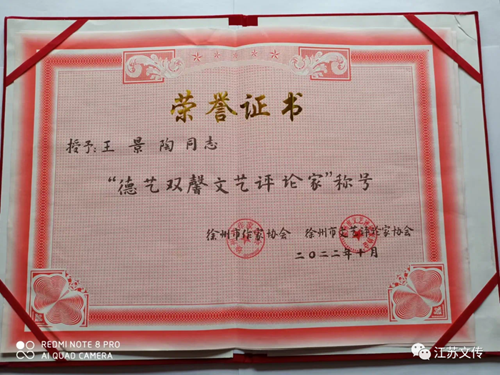 荣誉证书
授予:王景陶同志
“德艺双馨文艺评论家”称号
徐州市作家协会 徐州市文艺评论家协会
二〇二二年十月
REDMI NOTE 8 PRO
AI QUAD CAMERA
江苏文传